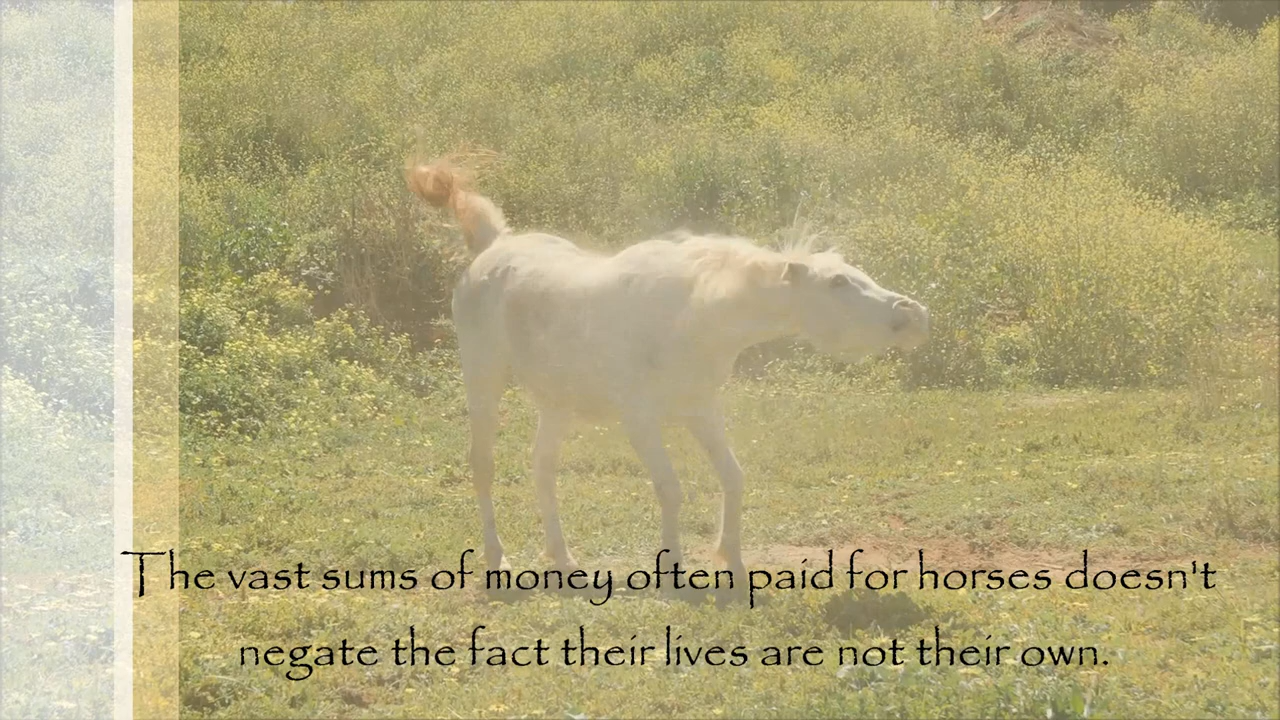 The vast sums of money often paid for horses doesn't
negate the fact their lives are not their own.